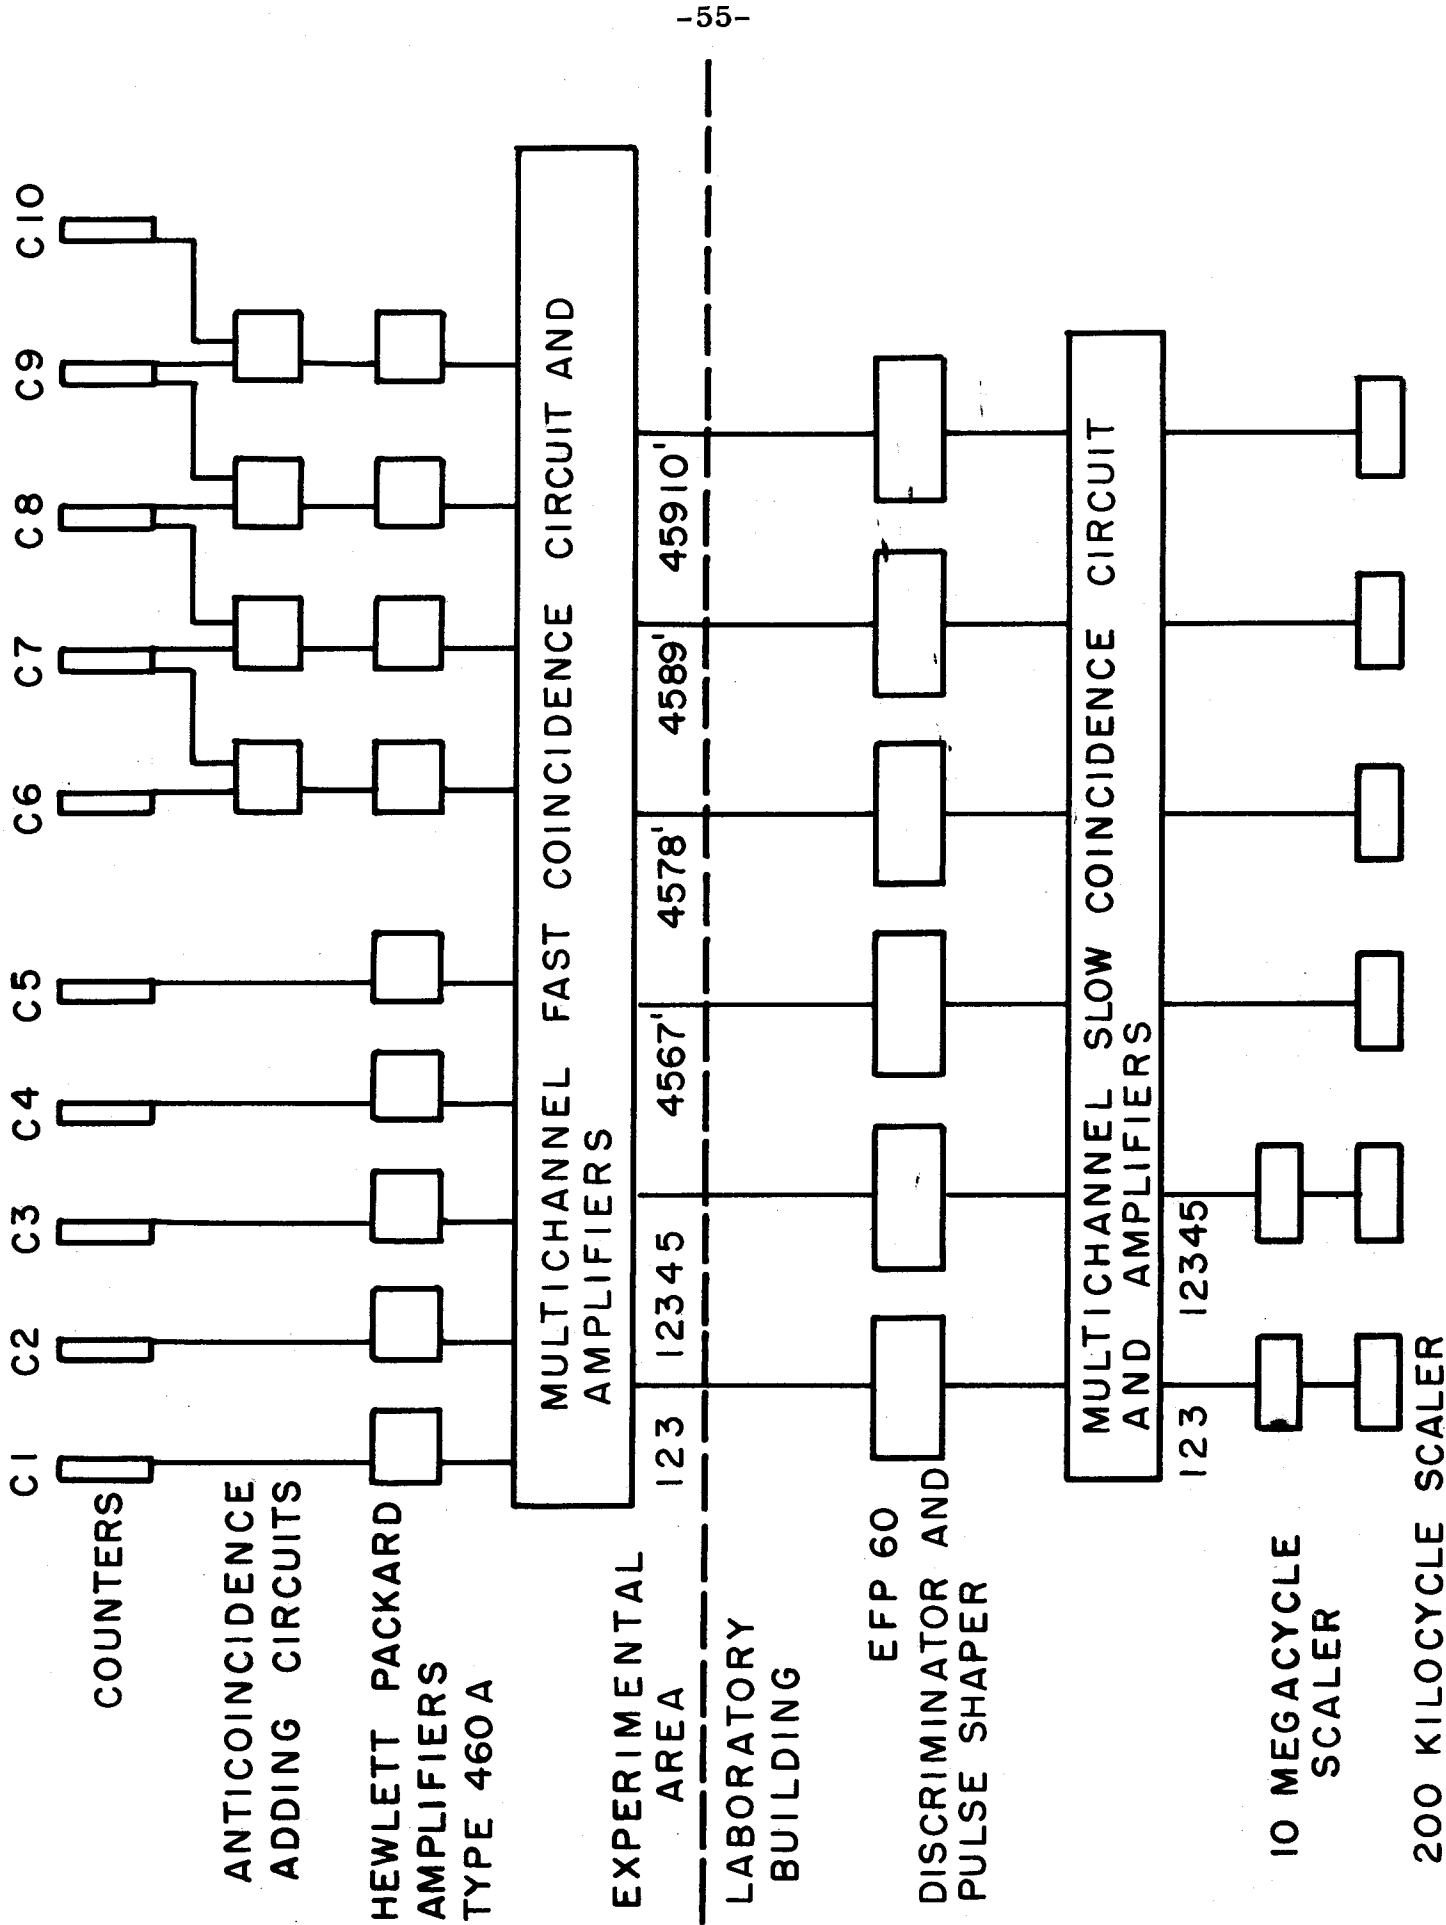 -55-
C1 C2 C3 C4 C5 C6 C7 C8 C9 C10
COUNTERS
ANTICOINCIDENCE
ADDING CIRCUITS
HEWLETT PACKARD
AMPLIFIERS
TYPE 460A
MULTICHANNEL FAST COINCIDENCE CIRCUIT AND
AMPLIFIERS
EXPERIMENTAL
AREA
123 12345 4567' 4578' 4589' 45910'
LABORATORY
BUILDING
EFP 60
DISCRIMINATOR AND
PULSE SHAPER
MULTICHANNEL SLOW COINCIDENCE CIRCUIT
AND AMPLIFIERS
123 12345
10 MEGACYCLE
SCALER
200 KILOCYCLE SCALER